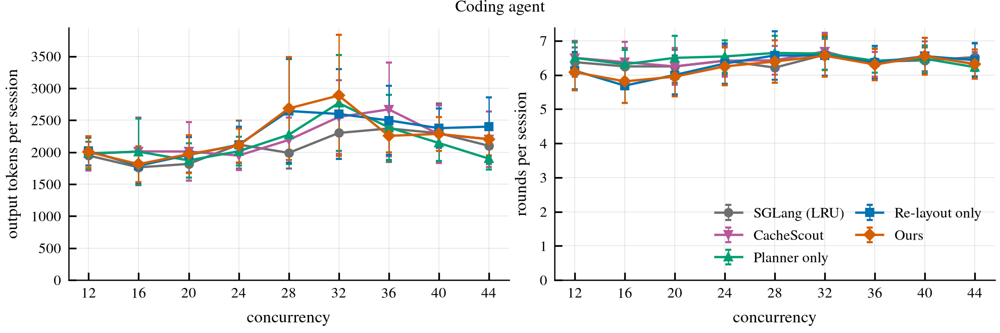 Coding agent
output tokens per session
3500
3000
2500
2000
1500
1000
500
0
12 16 20 24 28 32 36 40 44
concurrency
rounds per session
7
6
5
4
3
2
1
0
12 16 20 24 28 32 36 40 44
concurrency
SGLang (LRU)
CacheScout
Planner only
Re-layout only
Ours